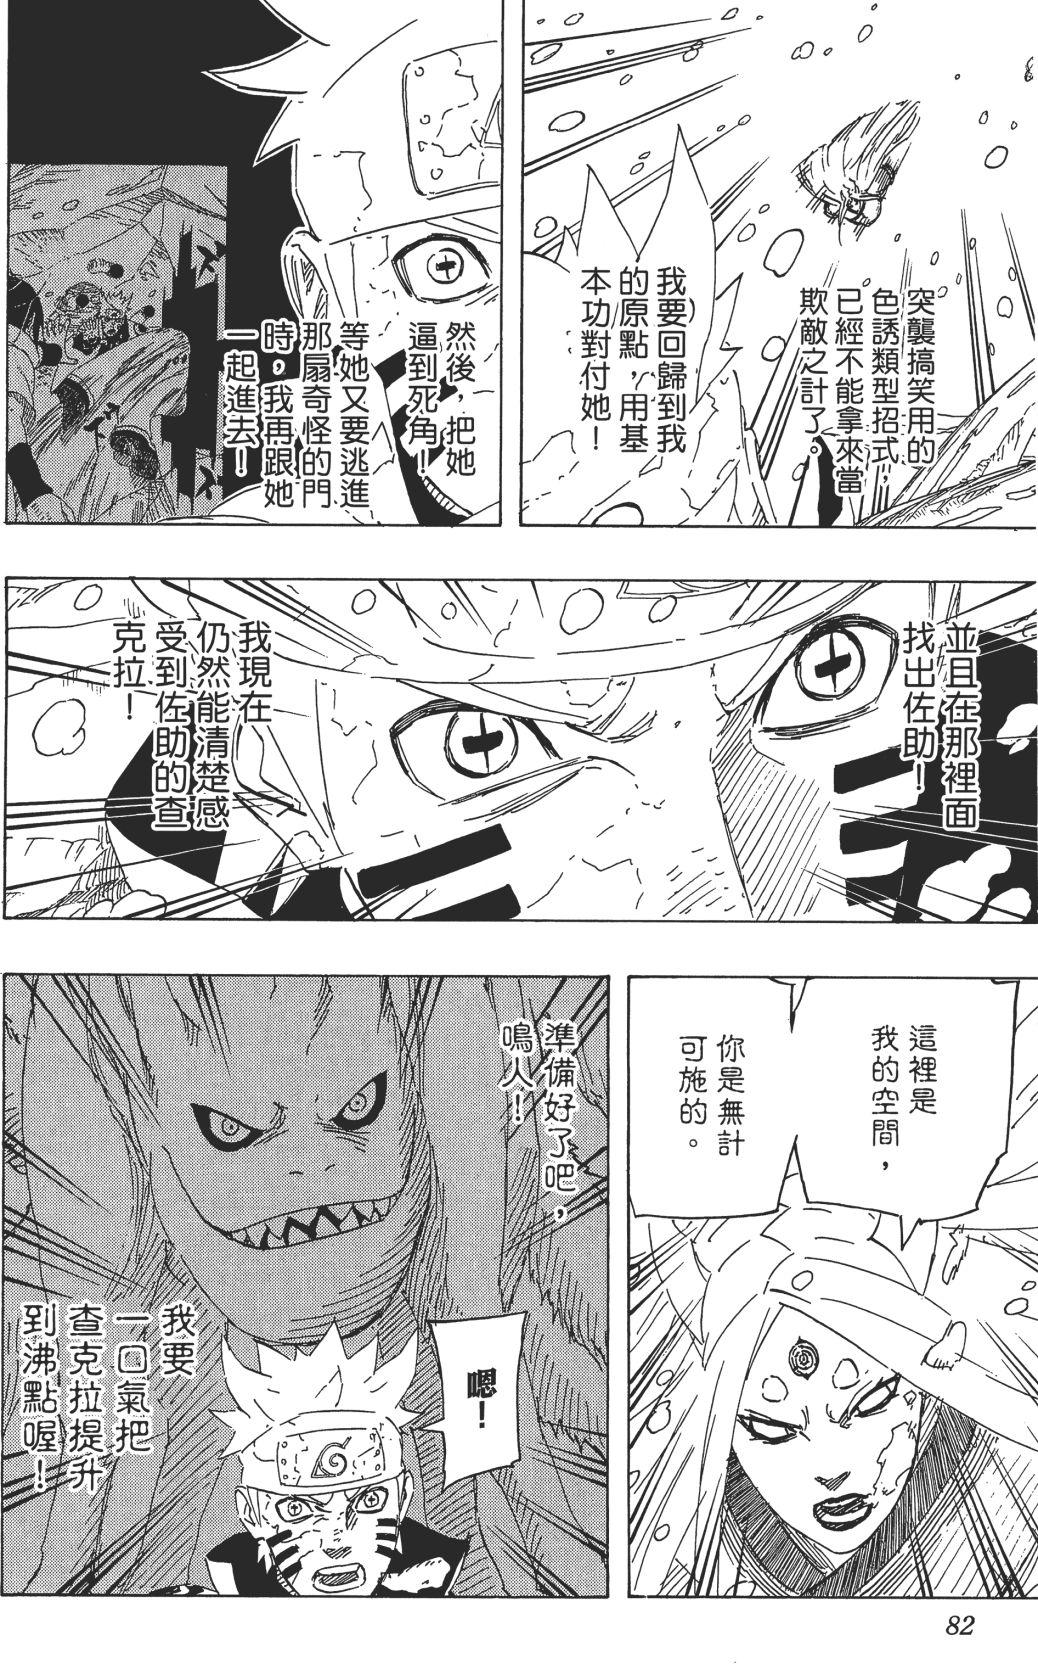 突襲搞笑用的
色誘類型招式，
已經不能拿來當
欺敵之計了。
我要回歸到我
的原點，用基
本功對付她！
然後，把她
逼到死角！
等她又要逃進
那扇奇怪的門
時，我再跟她
一起進去！
並且在那裡面
找出佐助！
我現在
仍然能清楚感
受到佐助的查
克拉！
這裡是
我的空間，
你是無計
可施的。
準備好了吧，
鳴人！
嗯！
我要
一口氣把
查克拉提升
到沸點喔！
82